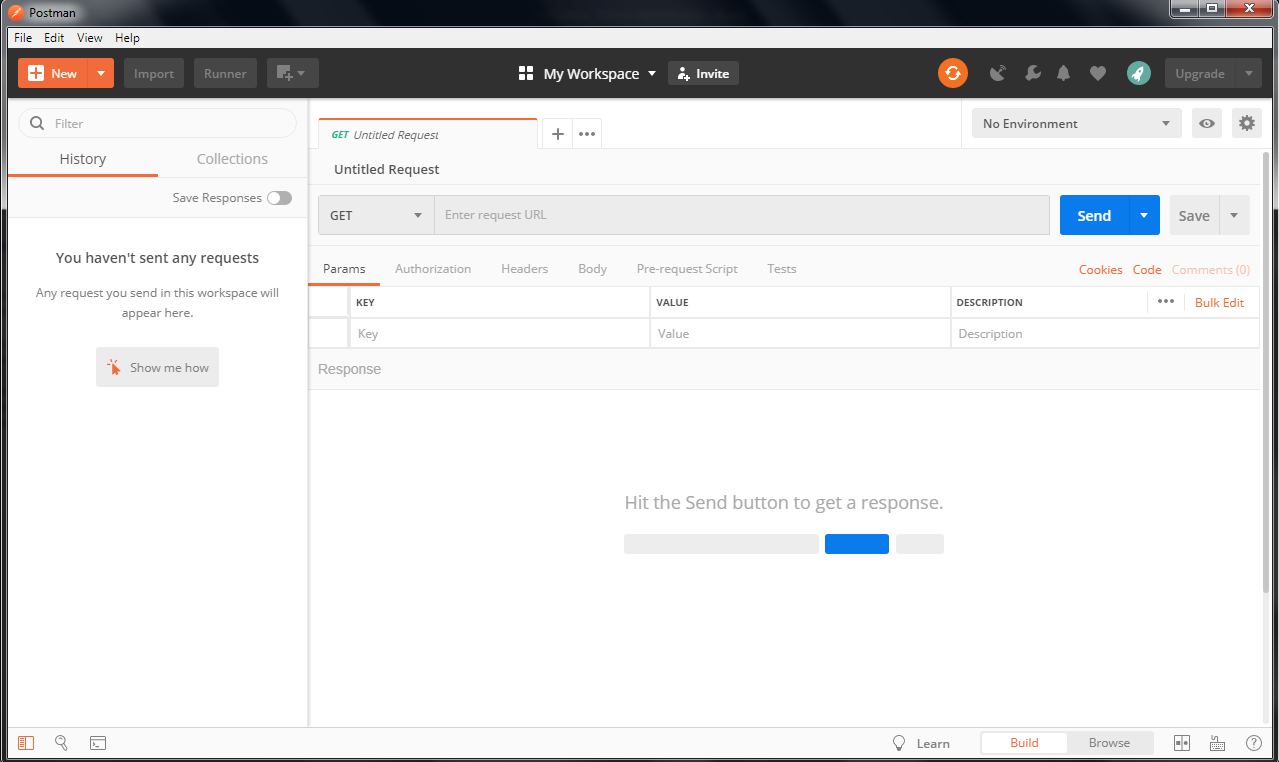 Postman
File Edit View Help
New Import Runner My Workspace Invite Upgrade
Filter
History Collections
Save Responses
You haven't sent any requests
Any request you send in this workspace will
appear here.
Show me how
GET Untitled Request
No Environment
Untitled Request
GET Enter request URL Send Save
Params Authorization Headers Body Pre-request Script Tests Cookies Code Comments (0)
KEY VALUE DESCRIPTION Bulk Edit
Key Value Description
Response
Hit the Send button to get a response.
Learn Build Browse